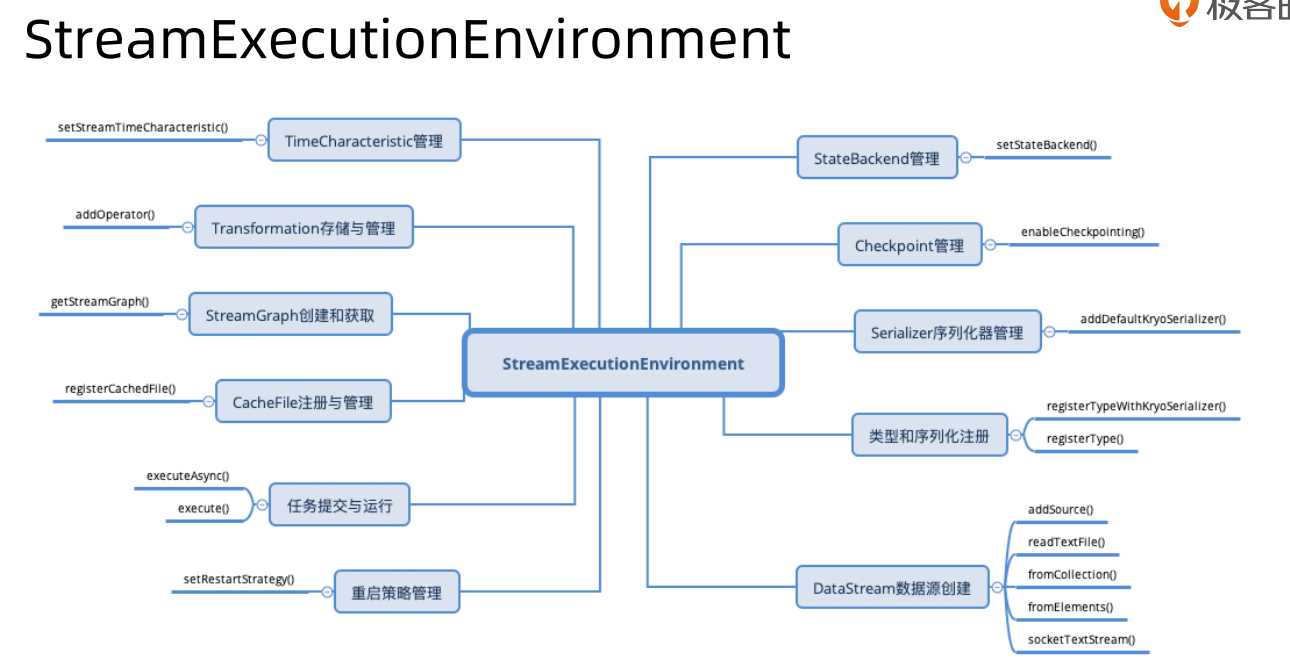 StreamExecutionEnvironment
极客
setStreamTimeCharacteristic()
TimeCharacteristic管理
addOperator()
Transformation存储与管理
getStreamGraph()
StreamGraph创建和获取
registerCachedFile()
CacheFile注册与管理
executeAsync()
execute()
任务提交与运行
setRestartStrategy()
重启策略管理
StreamExecutionEnvironment
StateBackend管理
setStateBackend()
Checkpoint管理
enableCheckpointing()
Serializer序列化器管理
addDefaultKryoSerializer()
类型和序列化注册
registerTypeWithKryoSerializer()
registerType()
DataStream数据源创建
addSource()
readTextFile()
fromCollection()
fromElements()
socketTextStream()